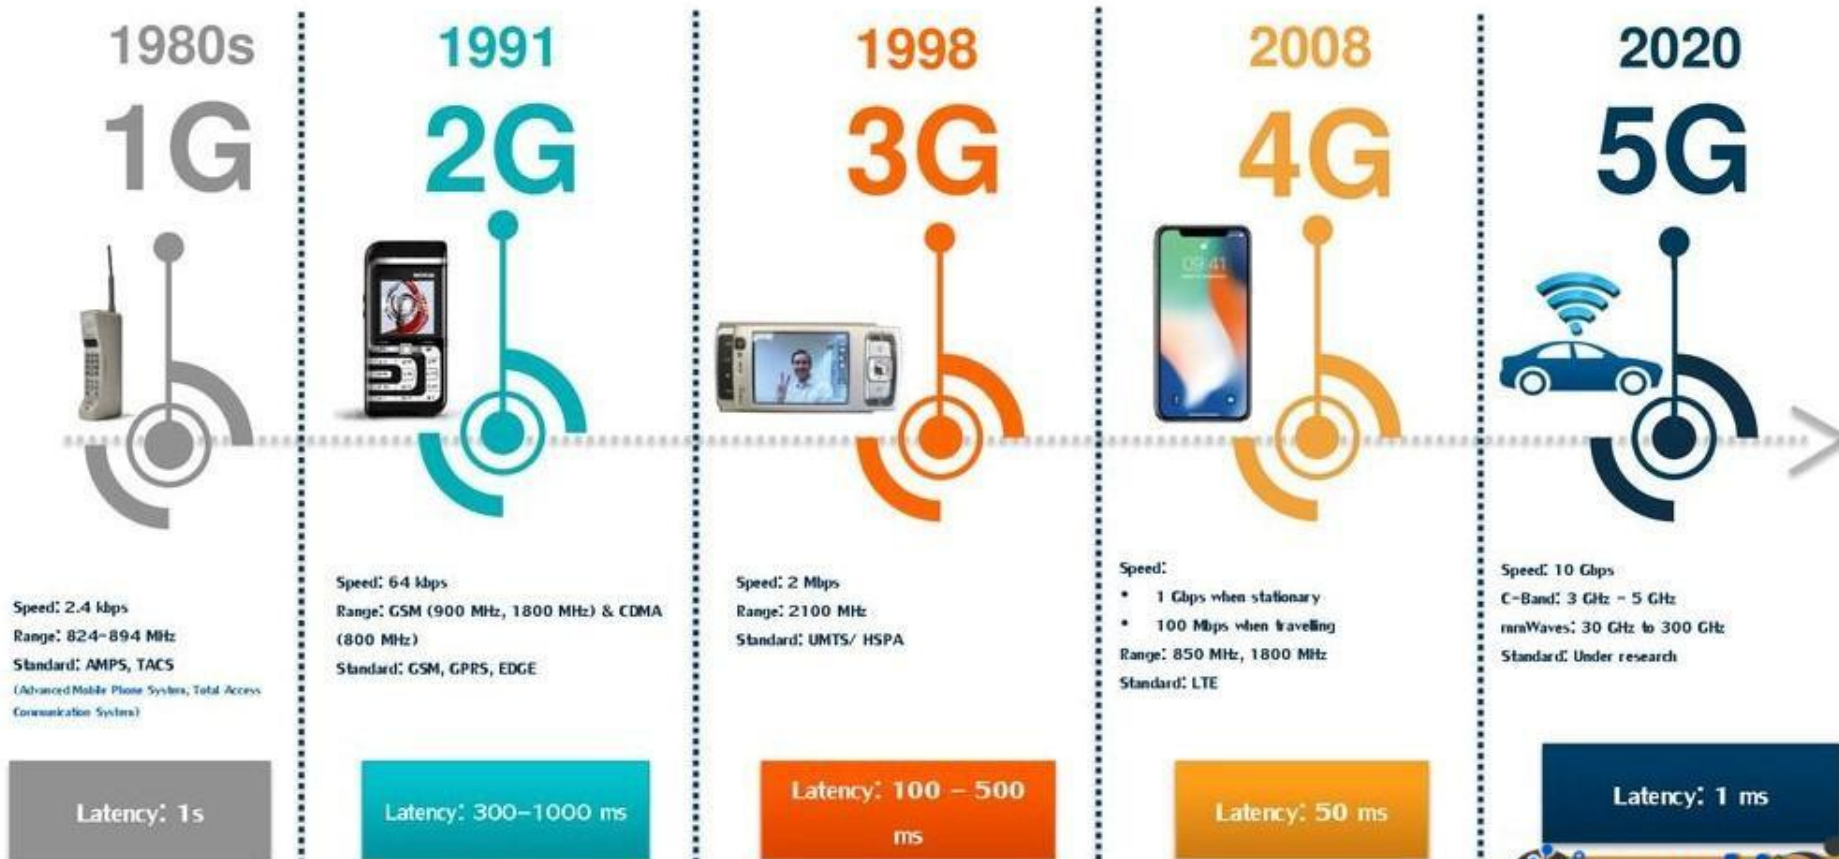 1980s
1G
Speed: 2.4 kbps
Range: 824-894 MHz
Standard: AMPS, TACS
(Advanced Mobile Phone System, Total Access
Communication System)
Latency: 1s
1991
2G
Speed: 64 kbps
Range: GSM (900 MHz, 1800 MHz) & CDMA
(800 MHz)
Standard: GSM, GPRS, EDGE
Latency: 300-1000 ms
1998
3G
Speed: 2 Mbps
Range: 2100 MHz
Standard: UMTS/ HSPA
Latency: 100 - 500
ms
2008
4G
09:41
Speed:
• 1 Gbps when stationary
• 100 Mbps when travelling
Range: 850 MHz, 1800 MHz
Standard: LTE
Latency: 50 ms
2020
5G
Speed: 10 Gbps
C-Band: 3 GHz - 5 GHz
mmWaves: 30 GHz to 300 GHz
Standard: Under research
Latency: 1 ms